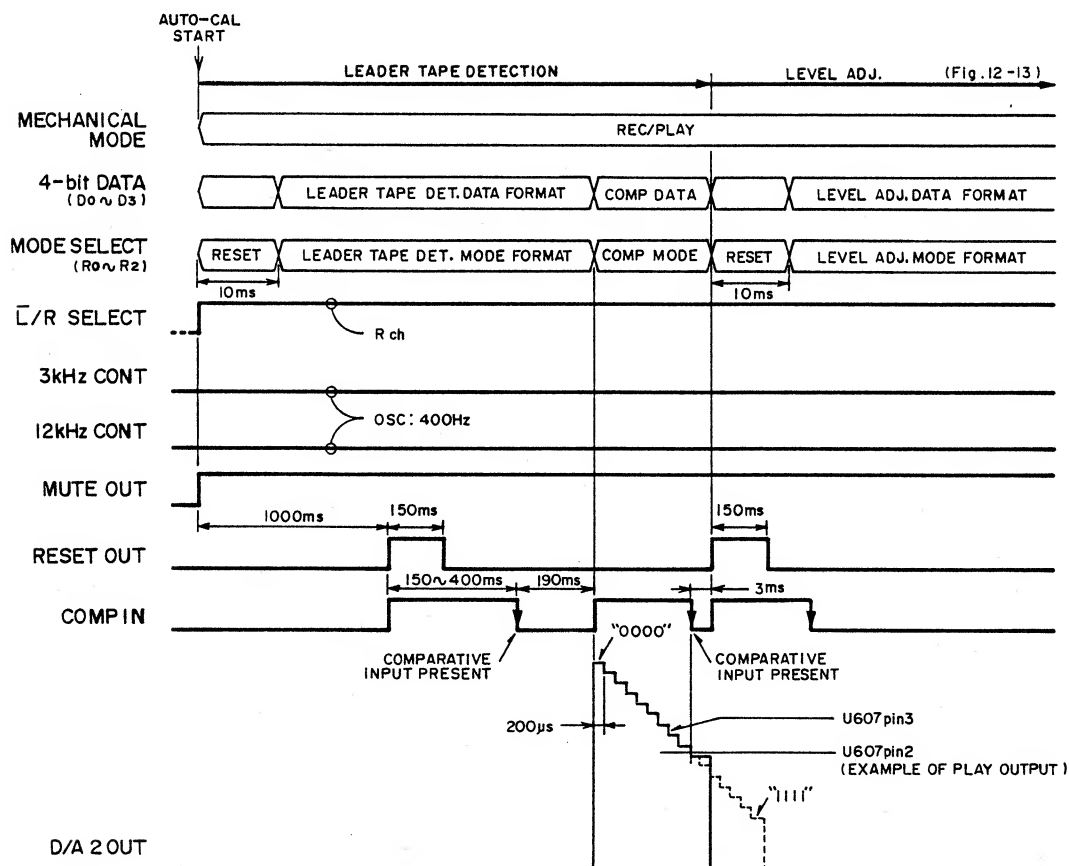 AUTO-CAL
START
LEADER TAPE DETECTION
LEVEL ADJ.
(Fig.12-13)
MECHANICAL
MODE
REC/PLAY
4-bit DATA
(D0~D3)
LEADER TAPE DET. DATA FORMAT
COMP DATA
LEVEL ADJ. DATA FORMAT
MODE SELECT
(R0~R2)
RESET
LEADER TAPE DET. MODE FORMAT
COMP MODE
RESET
LEVEL ADJ. MODE FORMAT
10ms
10ms
L̅/R SELECT
R ch
3kHz CONT
OSC: 400Hz
12kHz CONT
MUTE OUT
1000ms
150ms
150ms
RESET OUT
150~400ms
190ms
3ms
COMP IN
"0000"
COMPARATIVE
INPUT PRESENT
COMPARATIVE
INPUT PRESENT
200µs
U607pin3
U607pin2
(EXAMPLE OF PLAY OUTPUT)
"1111"
D/A 2 OUT